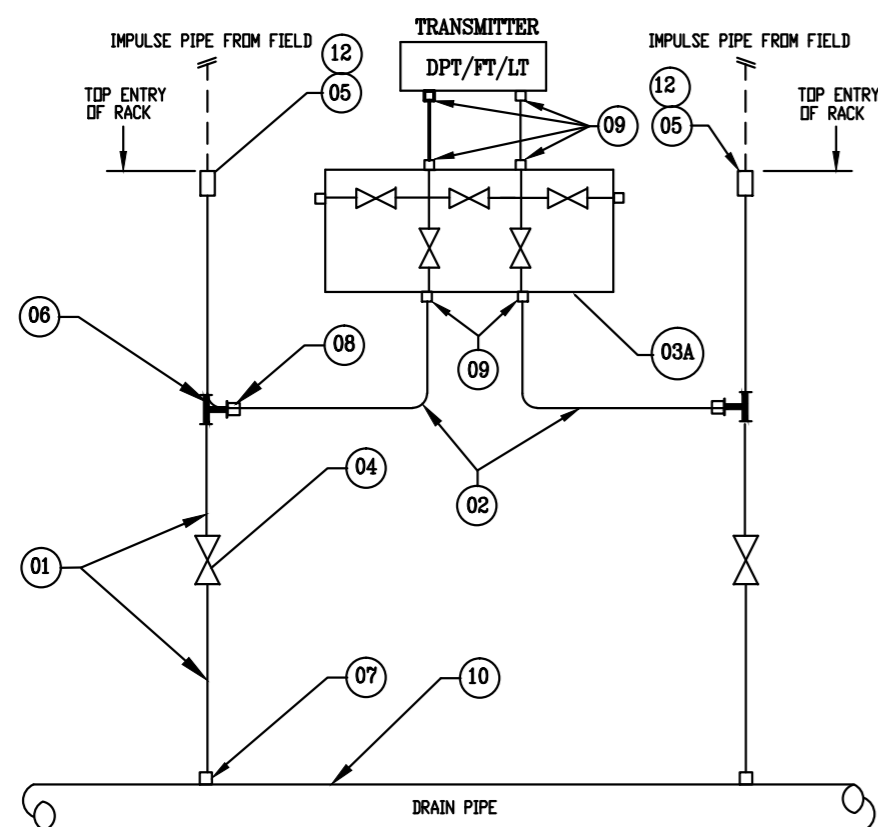 TRANSMITTER
IMPULSE PIPE FROM FIELD
IMPULSE PIPE FROM FIELD
12
DPT/FT/LT
12
TOP ENTRY
OF RACK
05
09
05
TOP ENTRY
OF RACK
06
08
09
03A
04
02
01
07
10
DRAIN PIPE